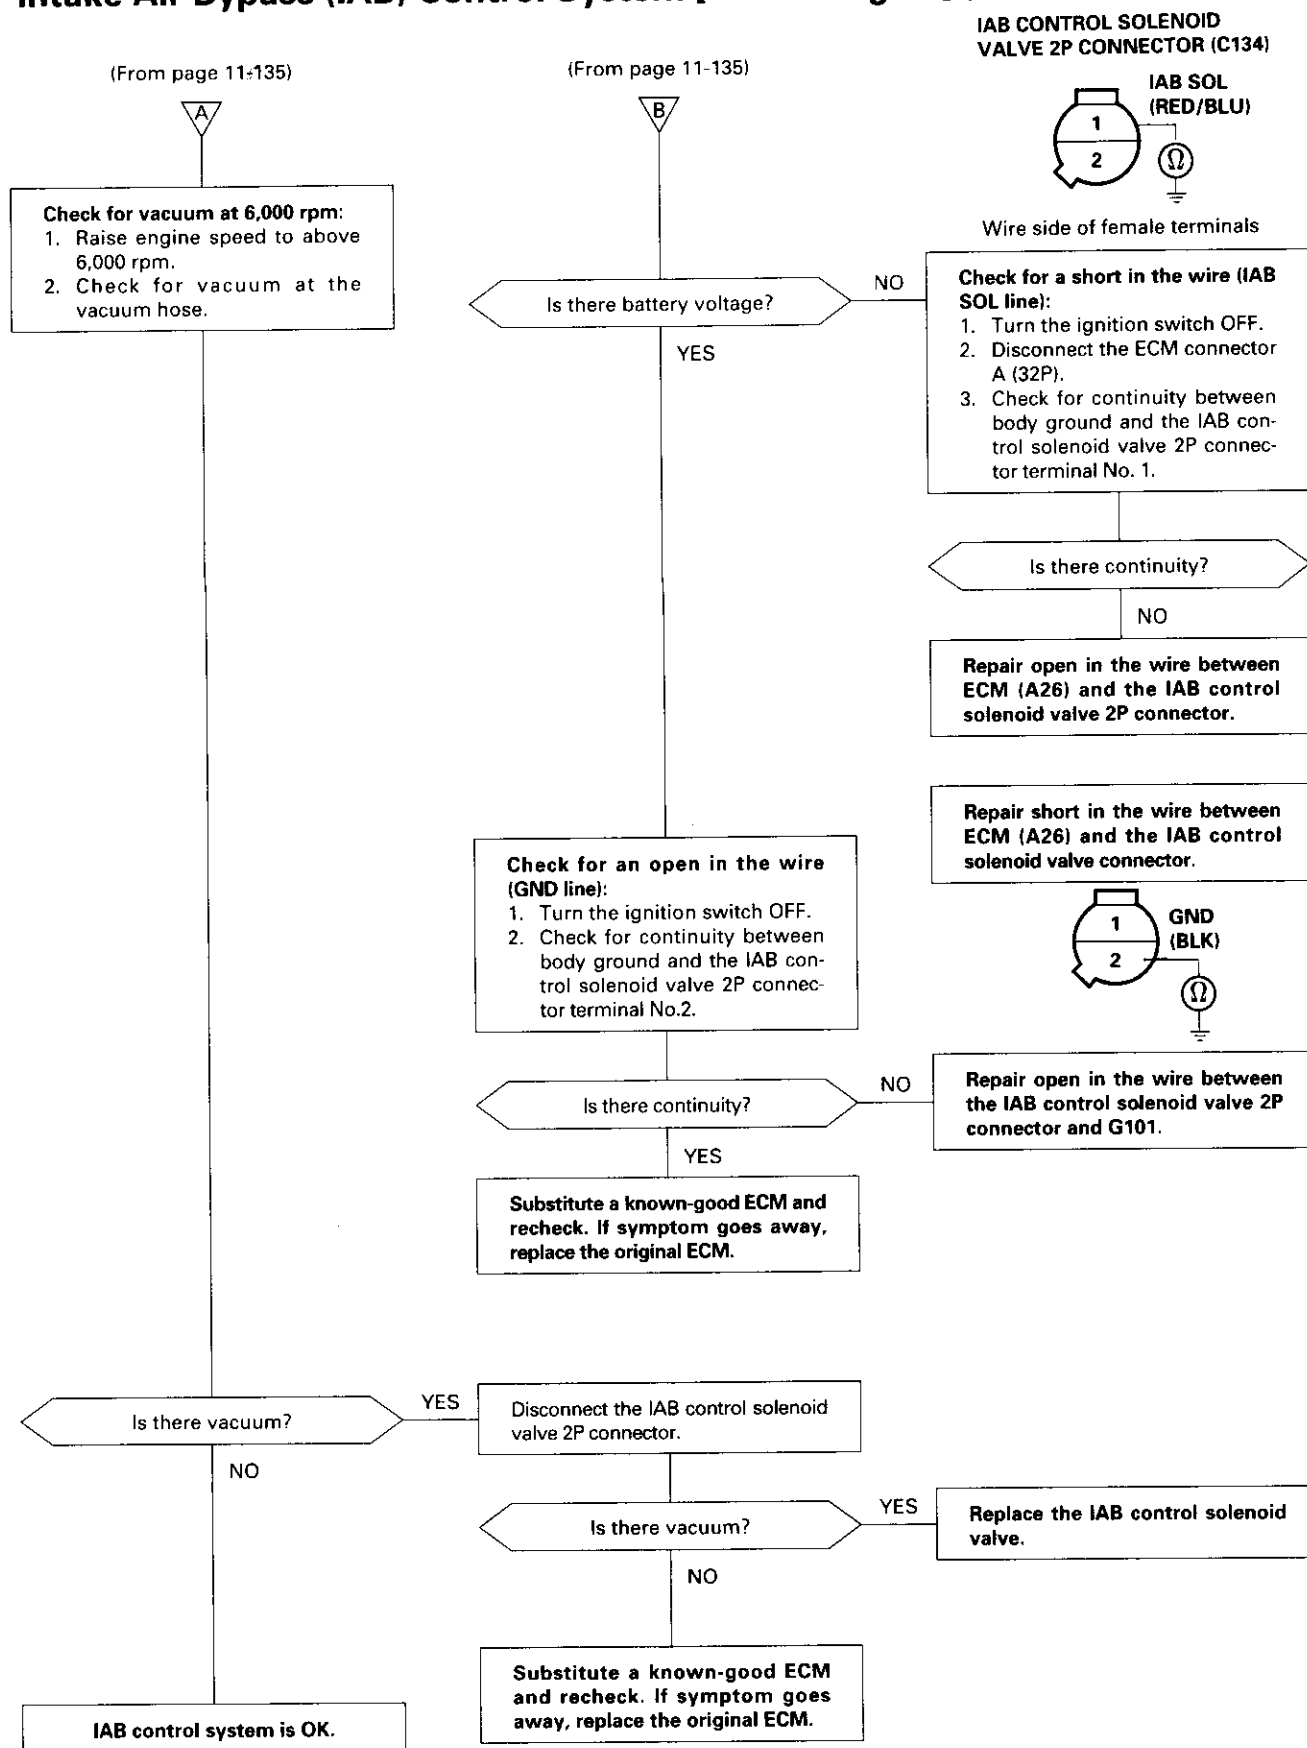 Intake Air Bypass (IAB) Control System
IAB CONTROL SOLENOID
VALVE 2P CONNECTOR (C134)
(From page 11-135)
A
(From page 11-135)
B
IAB SOL
(RED/BLU)
1
2
Ω
Wire side of female terminals
Check for vacuum at 6,000 rpm:
1. Raise engine speed to above
6,000 rpm.
2. Check for vacuum at the
vacuum hose.
Is there battery voltage?
NO
YES
Check for a short in the wire (IAB
SOL line):
1. Turn the ignition switch OFF.
2. Disconnect the ECM connector
A (32P).
3. Check for continuity between
body ground and the IAB con-
trol solenoid valve 2P connec-
tor terminal No. 1.
Is there continuity?
NO
Repair open in the wire between
ECM (A26) and the IAB control
solenoid valve 2P connector.
Repair short in the wire between
ECM (A26) and the IAB control
solenoid valve connector.
Check for an open in the wire
(GND line):
1. Turn the ignition switch OFF.
2. Check for continuity between
body ground and the IAB con-
trol solenoid valve 2P connec-
tor terminal No.2.
1
2
GND
(BLK)
Ω
Is there continuity?
NO
YES
Repair open in the wire between
the IAB control solenoid valve 2P
connector and G101.
Substitute a known-good ECM and
recheck. If symptom goes away,
replace the original ECM.
Is there vacuum?
YES
NO
Disconnect the IAB control solenoid
valve 2P connector.
Is there vacuum?
YES
NO
Replace the IAB control solenoid
valve.
Substitute a known-good ECM
and recheck. If symptom goes
away, replace the original ECM.
IAB control system is OK.